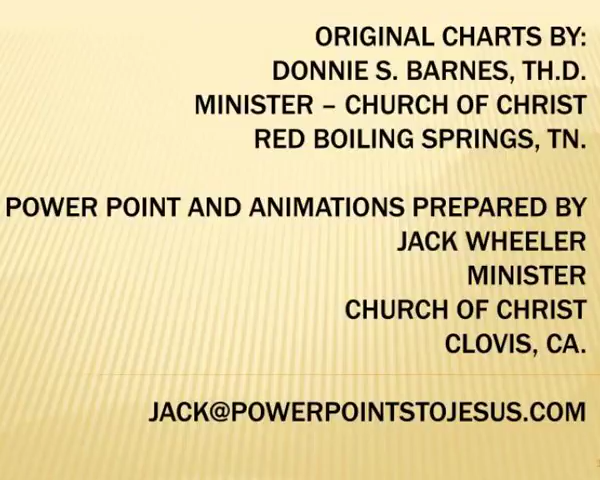 ORIGINAL CHARTS BY:
DONNIE S. BARNES, TH.D.
MINISTER – CHURCH OF CHRIST
RED BOILING SPRINGS, TN.
POWER POINT AND ANIMATIONS PREPARED BY
JACK WHEELER
MINISTER
CHURCH OF CHRIST
CLOVIS, CA.
JACK@POWERPOINTSTOJESUS.COM